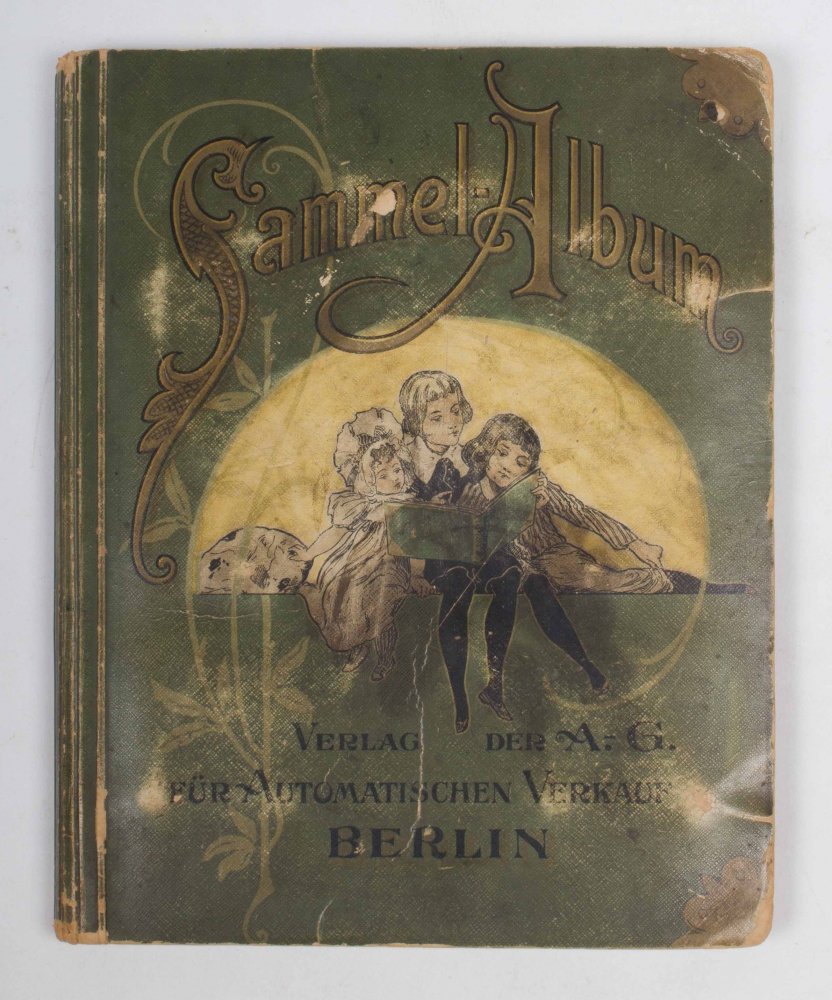 Sammel-Album
VERLAG DER A.-G.
FÜR AUTOMATISCHEN VERKAUF
BERLIN